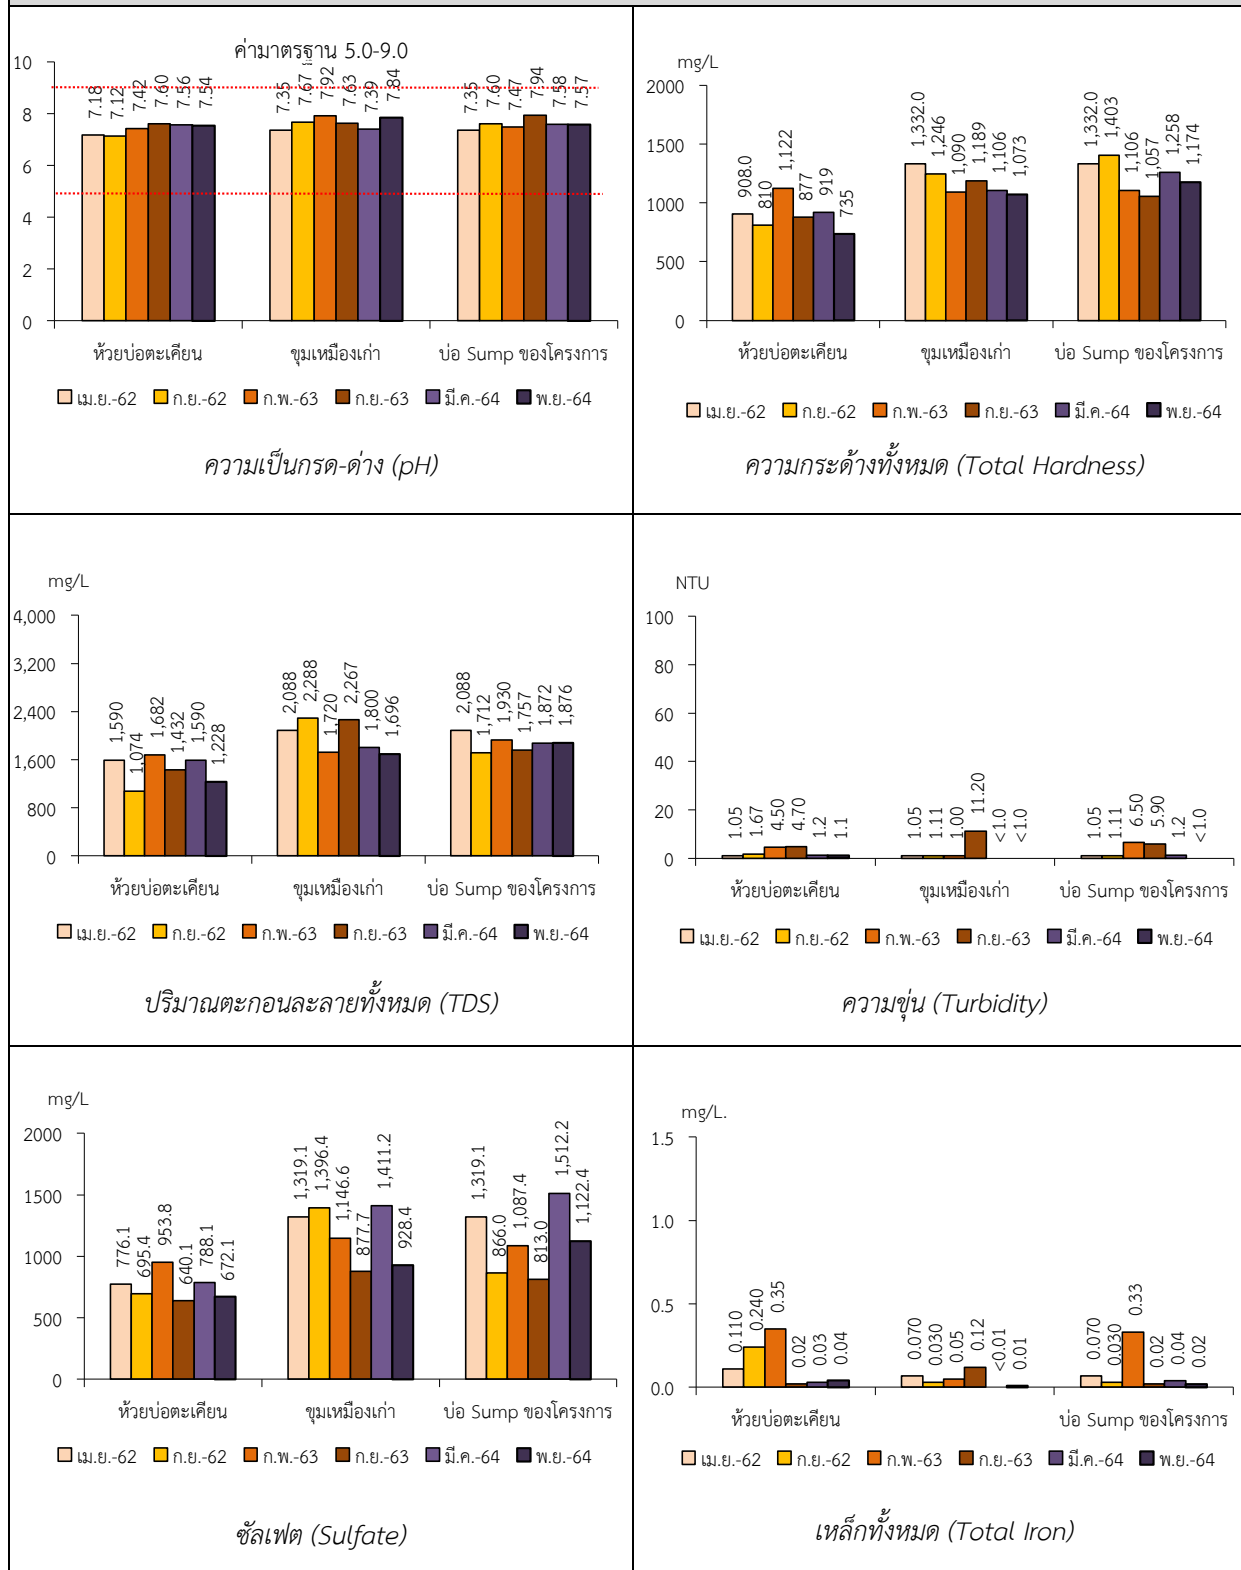 ค่ามาตรฐาน 5.0-9.0
10
8
6
4
2
0
7.18 7.12 7.42 7.60 7.56 7.54
7.35 7.67 7.92 7.63 7.39 7.84
7.35 7.60 7.47 7.94 7.58 7.57
ห้วยบ่อตะเคียน ขุมเหมืองเก่า บ่อ Sump ของโครงการ
เม.ย.-62 ก.ย.-62 ก.พ.-63 ก.ย.-63 มี.ค.-64 พ.ย.-64
ความเป็นกรด-ด่าง (pH)
mg/L
2000
1500
1000
500
0
908.0 810 1,122 877 919 735
1,332.0 1,246 1,090 1,189 1,106 1,073
1,332.0 1,403 1,106 1,057 1,258 1,174
ห้วยบ่อตะเคียน ขุมเหมืองเก่า บ่อ Sump ของโครงการ
เม.ย.-62 ก.ย.-62 ก.พ.-63 ก.ย.-63 มี.ค.-64 พ.ย.-64
ความกระด้างทั้งหมด (Total Hardness)
mg/L
4,000
3,200
2,400
1,600
800
0
1,590 1,074 1,682 1,432 1,590 1,228
2,088 2,288 1,720 2,267 1,800 1,696
2,088 1,712 1,930 1,757 1,872 1,876
ห้วยบ่อตะเคียน ขุมเหมืองเก่า บ่อ Sump ของโครงการ
เม.ย.-62 ก.ย.-62 ก.พ.-63 ก.ย.-63 มี.ค.-64 พ.ย.-64
ปริมาณตะกอนละลายทั้งหมด (TDS)
NTU
100
80
60
40
20
0
1.05 1.67 4.50 4.70 1.2 1.1
1.05 1.11 1.00 11.20 <1.0 <1.0
1.05 1.11 6.50 5.90 1.2 <1.0
ห้วยบ่อตะเคียน ขุมเหมืองเก่า บ่อ Sump ของโครงการ
เม.ย.-62 ก.ย.-62 ก.พ.-63 ก.ย.-63 มี.ค.-64 พ.ย.-64
ความขุ่น (Turbidity)
mg/L
2000
1500
1000
500
0
776.1 695.4 953.8 640.1 788.1 672.1
1,319.1 1,396.4 1,146.6 877.7 1,411.2 928.4
1,319.1 866.0 1,087.4 813.0 1,512.2 1,122.4
ห้วยบ่อตะเคียน ขุมเหมืองเก่า บ่อ Sump ของโครงการ
เม.ย.-62 ก.ย.-62 ก.พ.-63 ก.ย.-63 มี.ค.-64 พ.ย.-64
ซัลเฟต (Sulfate)
mg/L.
1.5
1.0
0.5
0.0
0.110 0.240 0.35 0.02 0.03 0.04
0.070 0.030 0.05 0.12 <0.01 0.01
0.070 0.030 0.33 0.02 0.04 0.02
ห้วยบ่อตะเคียน บ่อ Sump ของโครงการ
เม.ย.-62 ก.ย.-62 ก.พ.-63 ก.ย.-63 มี.ค.-64 พ.ย.-64
เหล็กทั้งหมด (Total Iron)